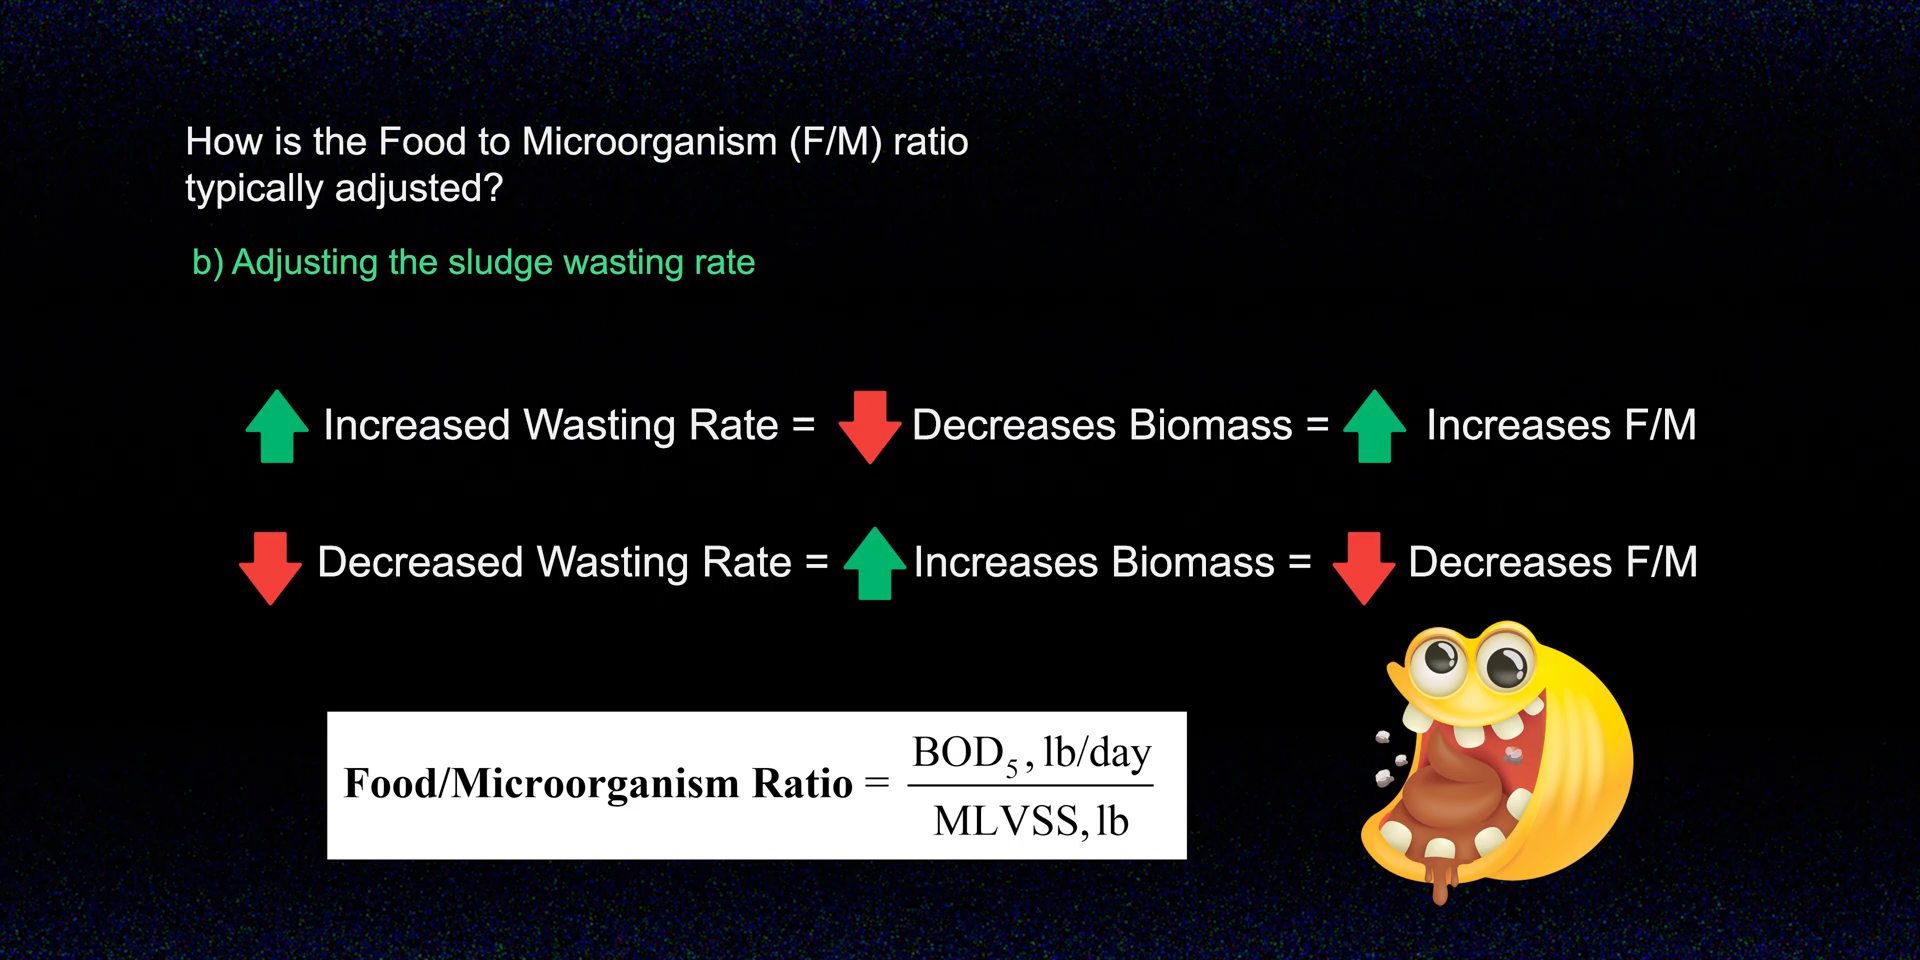 How is the Food to Microorganism (F/M) ratio
typically adjusted?
b) Adjusting the sludge wasting rate
Increased Wasting Rate = Decreases Biomass = Increases F/M
Decreased Wasting Rate = Increases Biomass = Decreases F/M
Food/Microorganism Ratio = BOD₅, lb/day
MLVSS, lb